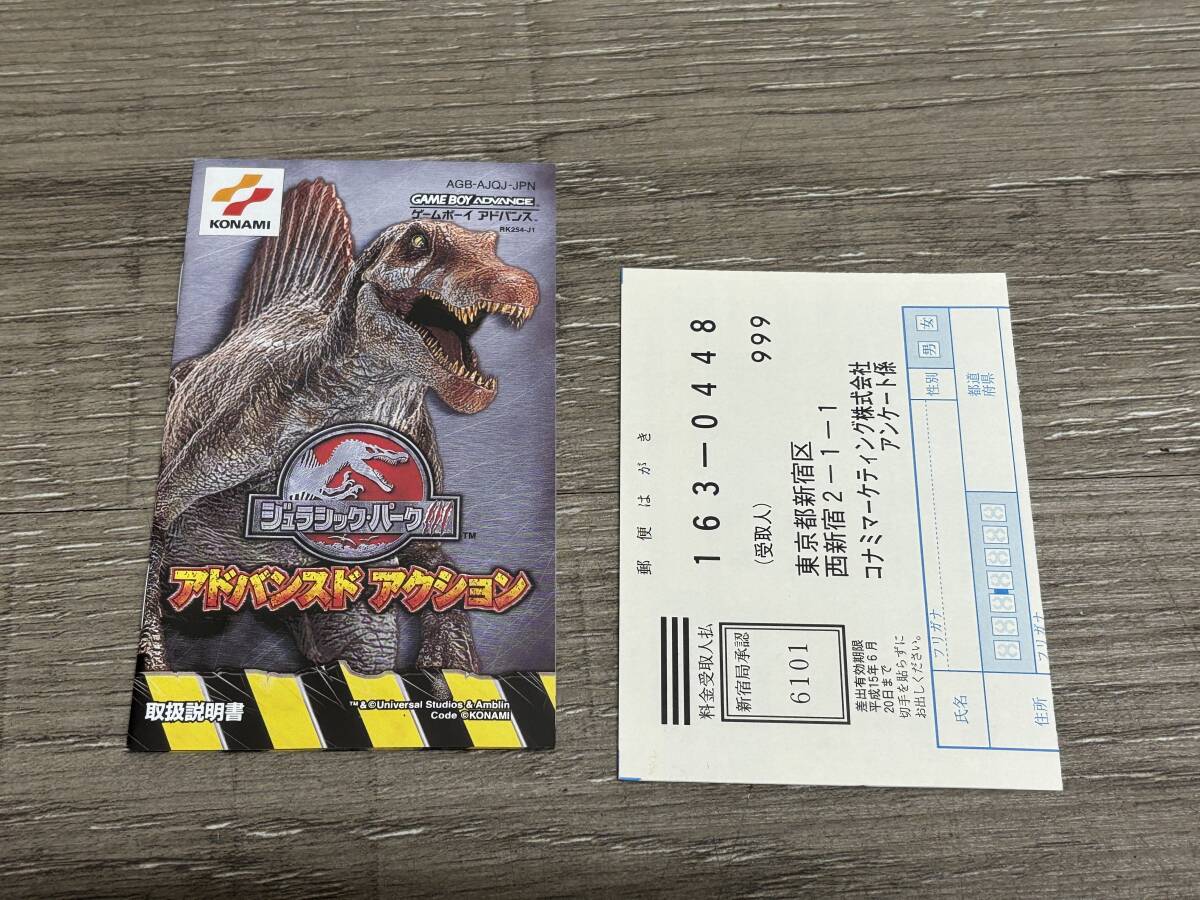 KONAMI
AGB-AJQJ-JPN
GAME BOY ADVANCE
ゲームボーイ アドバンス™
RK254-J1
ジュラシック・パークIII
™
アドバンスド アクション
取扱説明書
™&©Universal Studios & Amblin
Code ©KONAMI
郵便はがき
163-0448
999
(受取人)
東京都新宿区
西新宿2-1-1
コナミマーケティング株式会社
アンケート係
料金受取人払
新宿局承認
6101
差出有効期限
平成15年6月
20日まで
切手を貼らずに
お出しください。
フリガナ
氏名
性別
男
女
フリガナ
住所
都道
府県